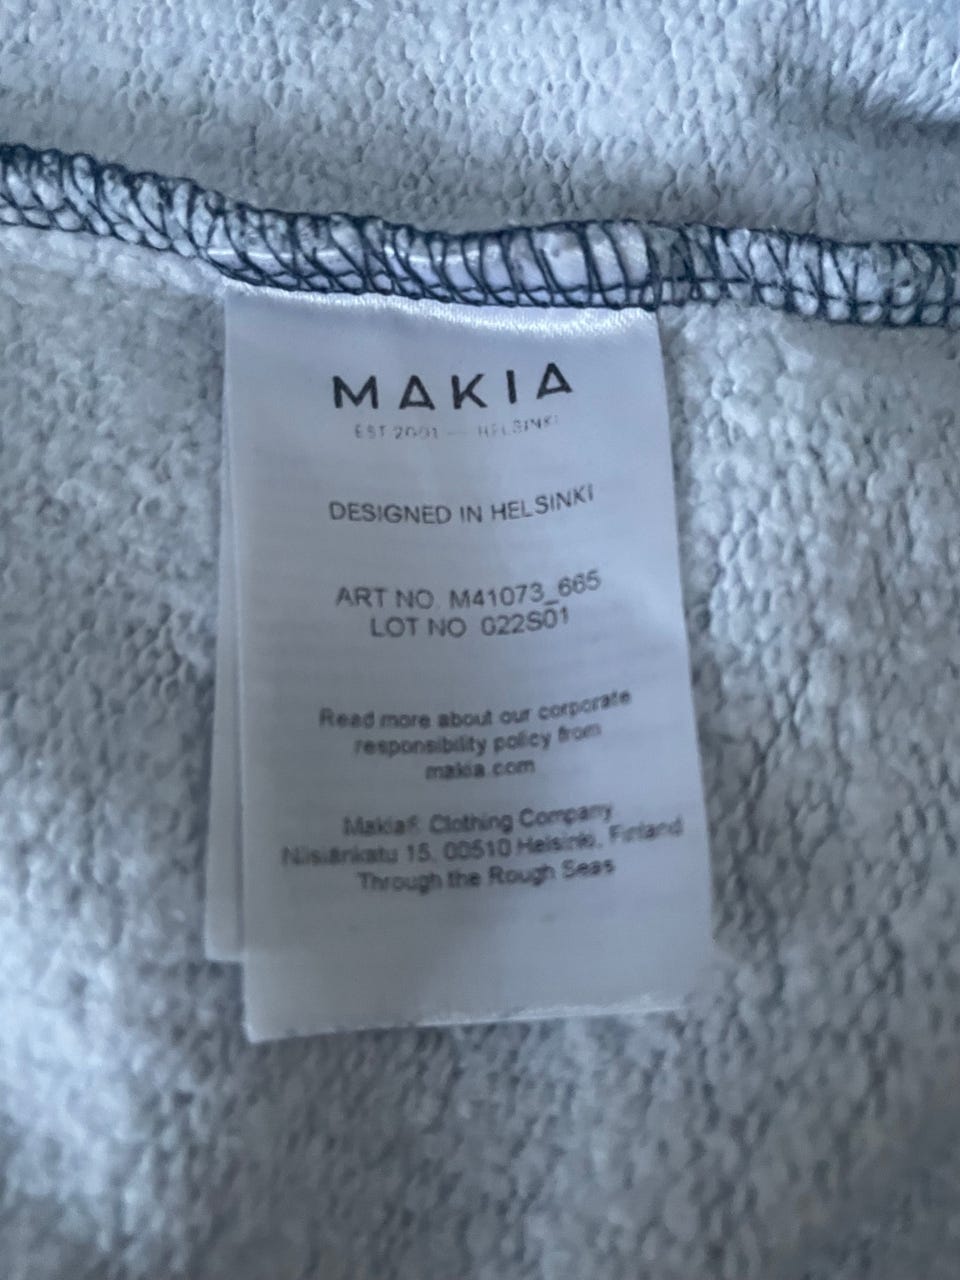 MAKIA
EST 2001 — HELSINKI
DESIGNED IN HELSINKI
ART NO. M41073_665
LOT NO 022S01
Read more about our corporate
responsibility policy from
makia.com
Makia® Clothing Company
15, 00510 Helsinki, Finland
Through the Rough Seas